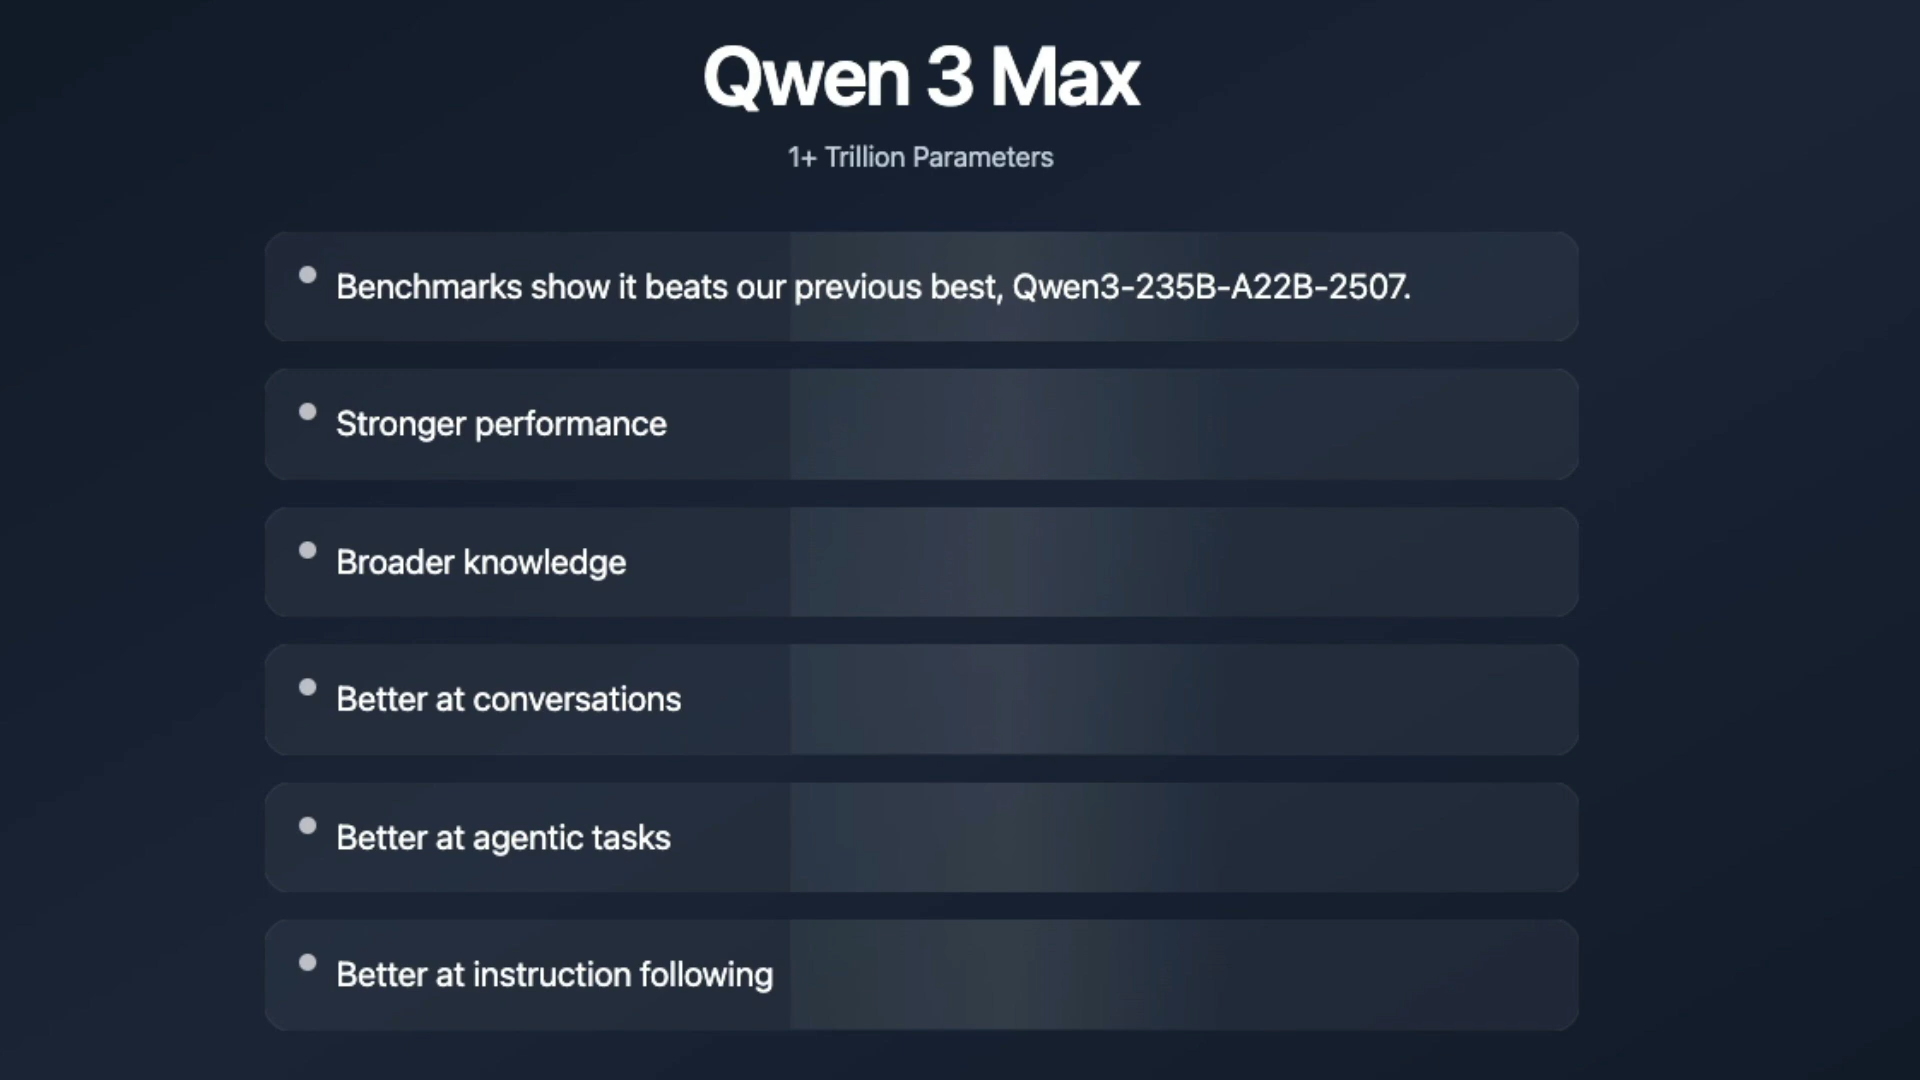 Qwen 3 Max
1+ Trillion Parameters
Benchmarks show it beats our previous best, Qwen3-235B-A22B-2507.
Stronger performance
Broader knowledge
Better at conversations
Better at agentic tasks
Better at instruction following